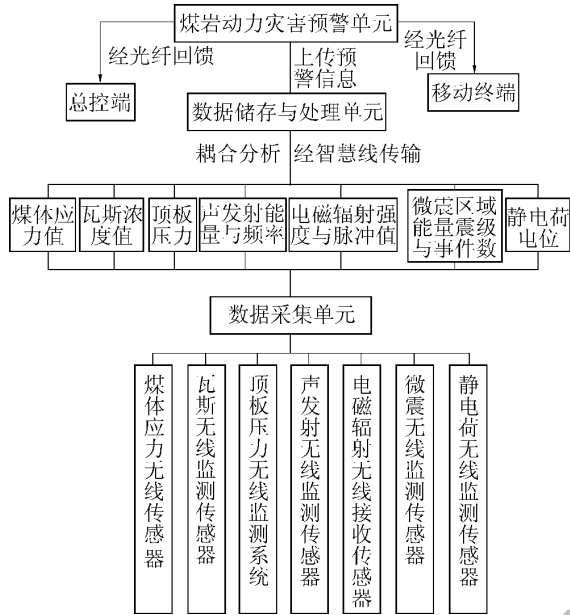 煤岩动力灾害预警单元
经光纤回馈
上传预
警信息
经光纤
回馈
总控端
移动终端
数据储存与处理单元
耦合分析
经智慧线传输
煤体应
力值
瓦斯浓
度值
顶板
压力
声发射能
量与频率
电磁辐射强
度与脉冲值
微震区域
能量震级
与事件数
静电荷
电位
数据采集单元
煤体应力无线传感器
瓦斯无线监测传感器
顶板压力无线监测系统
声发射无线监测传感器
电磁辐射无线接收传感器
微震无线监测传感器
静电荷无线监测传感器